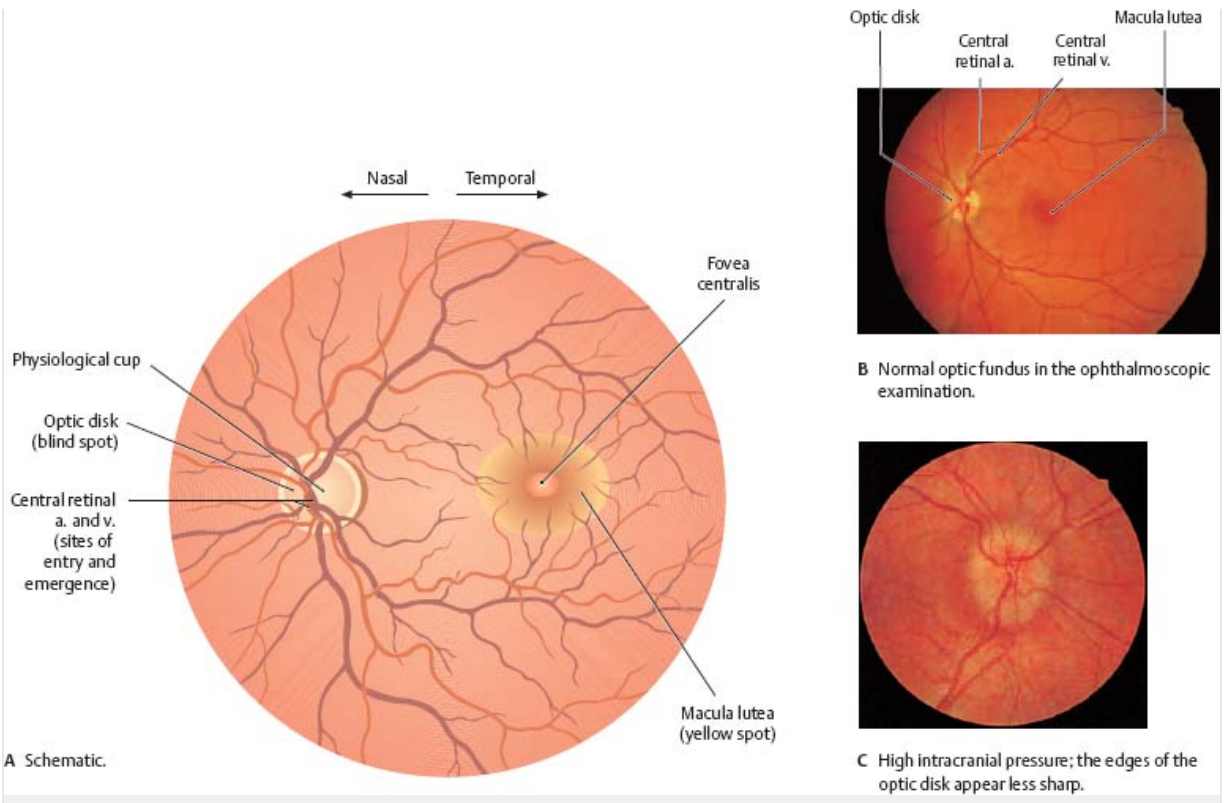 Nasal
Temporal
Fovea
centralis
Physiological cup
Optic disk
(blind spot)
Central retinal
a. and v.
(sites of
entry and
emergence)
Macula lutea
(yellow spot)
A Schematic.
Optic disk
Macula lutea
Central
retinal a.
Central
retinal v.
B Normal optic fundus in the ophthalmoscopic
examination.
C High intracranial pressure; the edges of the
optic disk appear less sharp.